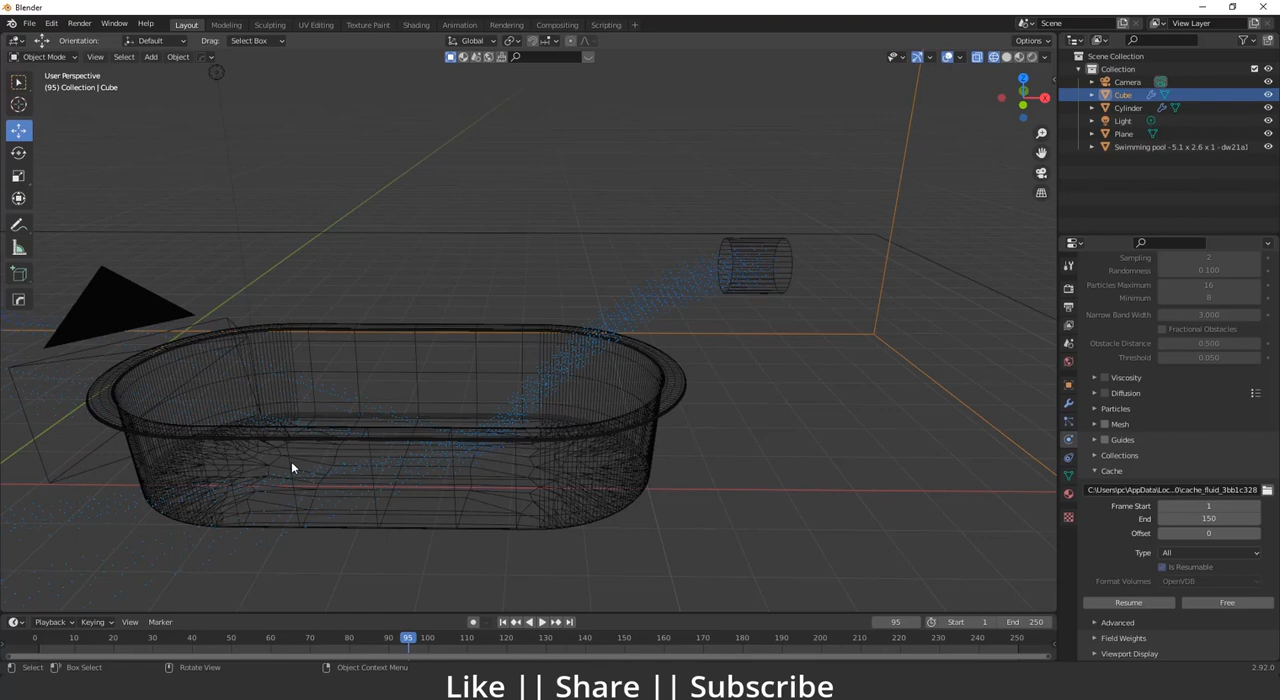 Blender
File Edit Render Window Help Layout Modeling Sculpting UV Editing Texture Paint Shading Animation Rendering Compositing Scripting + Scene View Layer
Orientation: Default Drag: Select Box Global Options
Object Mode View Select Add Object
User Perspective
(95) Collection | Cube
Z
X
Scene Collection
Collection
Camera
Cube
Cylinder
Light
Plane
Swimming pool - 5.1 x 2.6 x 1 - dw21a1
Sampling 2
Randomness 0.100
Particles Maximum 16
Minimum 8
Narrow Band Width 3.000
Fractional Obstacles
Obstacle Distance 0.500
Threshold 0.050
Viscosity
Diffusion
Particles
Mesh
Guides
Collections
Cache
C:\Users\pc\AppData\Loc..0\cache_fluid_3bb1c328
Frame Start 1
End 150
Offset 0
Type All
Is Resumable
Format Volumes OpenVDB
Resume Free
Advanced
Field Weights
Viewport Display
Playback Keying View Marker 95 Start 1 End 250
0 10 20 30 40 50 60 70 80 90 95 100 110 120 130 140 150 160 170 180 190 200 210 220 230 240 250
Select Box Select Rotate View Object Context Menu 2.92.0
Like || Share || Subscribe